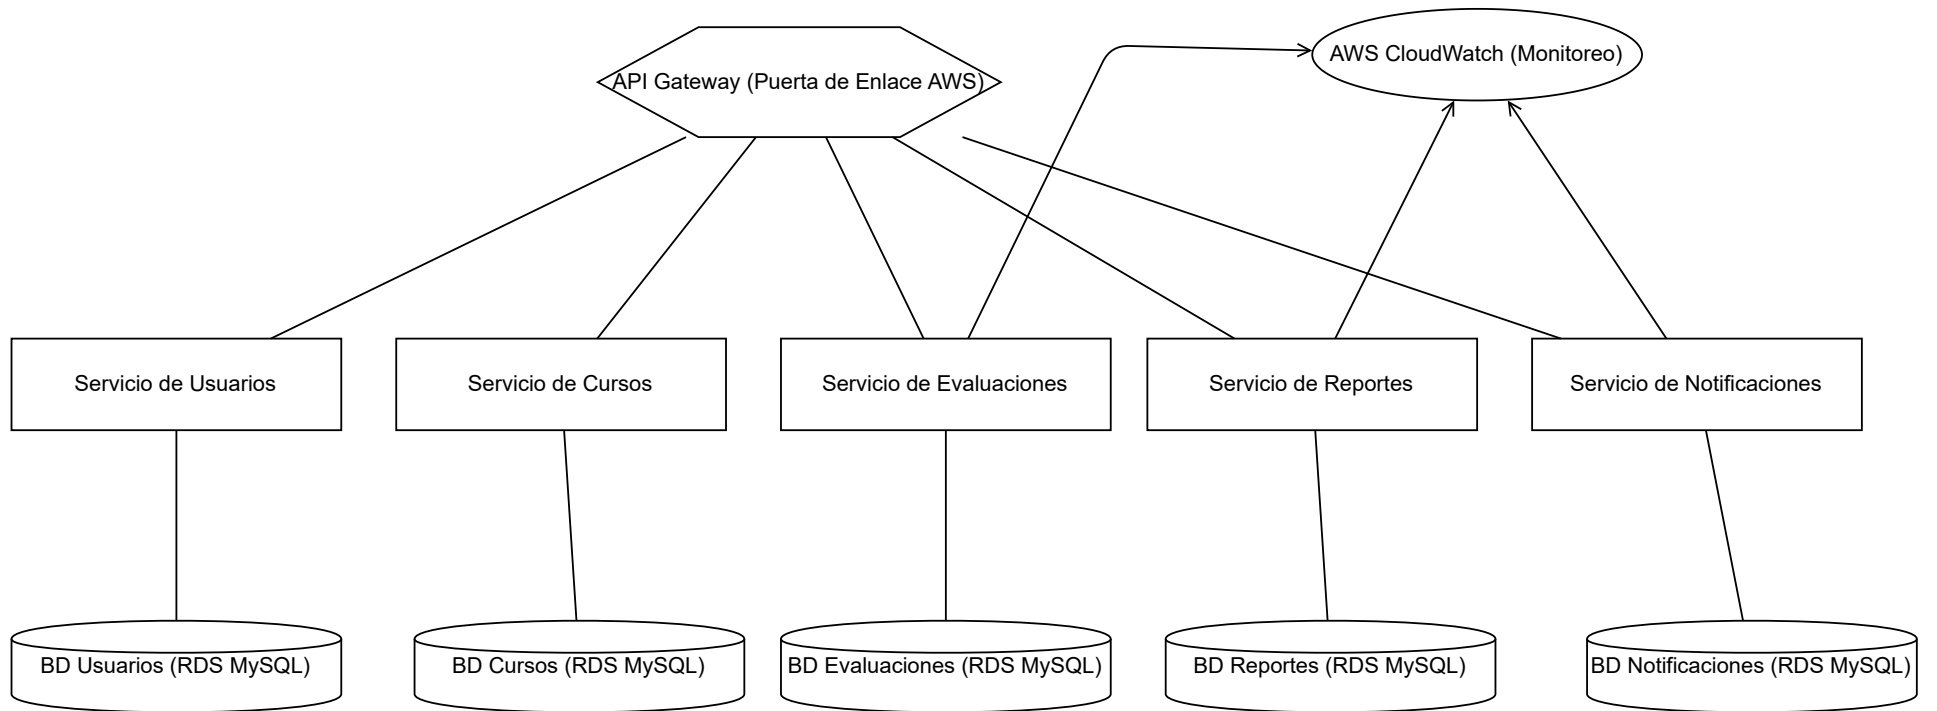 API Gateway (Puerta de Enlace AWS)
AWS CloudWatch (Monitoreo)
Servicio de Usuarios
Servicio de Cursos
Servicio de Evaluaciones
Servicio de Reportes
Servicio de Notificaciones
BD Usuarios (RDS MySQL)
BD Cursos (RDS MySQL)
BD Evaluaciones (RDS MySQL)
BD Reportes (RDS MySQL)
BD Notificaciones (RDS MySQL)